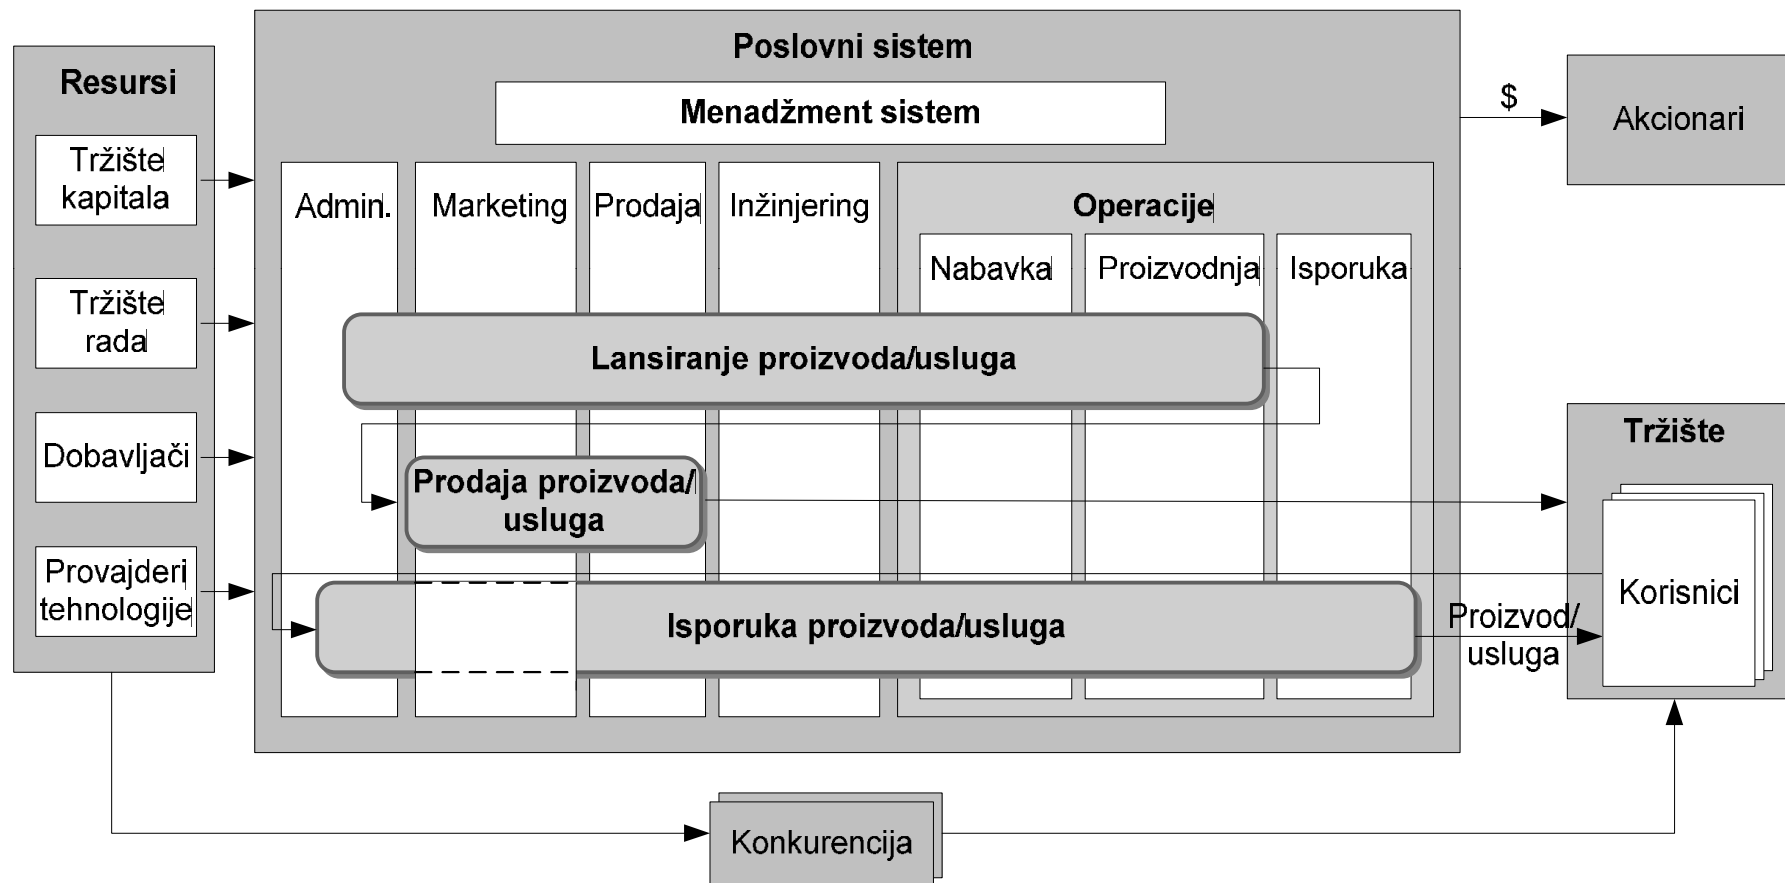 Poslovni sistem
Menadžment sistem
Resursi
Tržište
kapitala
Tržište
rada
Dobavljači
Provajderi
tehnologije
Admin.
Marketing
Prodaja
Inžinjering
Operacije
Nabavka
Proizvodnja
Isporuka
Lansiranje proizvoda/usluga
Prodaja proizvoda/
usluga
Isporuka proizvoda/usluga
$
Akcionari
Tržište
Korisnici
Proizvod/
usluga
Konkurencija